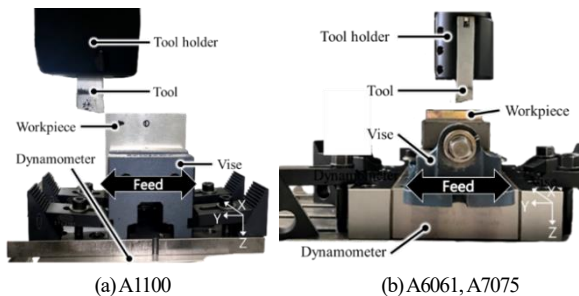 Tool holder
Tool
Workpiece
Dynamometer
Vise
Feed
X
Y
Z
(a) A1100
Tool holder
Tool
Workpiece
Vise
Dynamometer
Feed
X
Y
Z
Dynamometer
(b) A6061, A7075